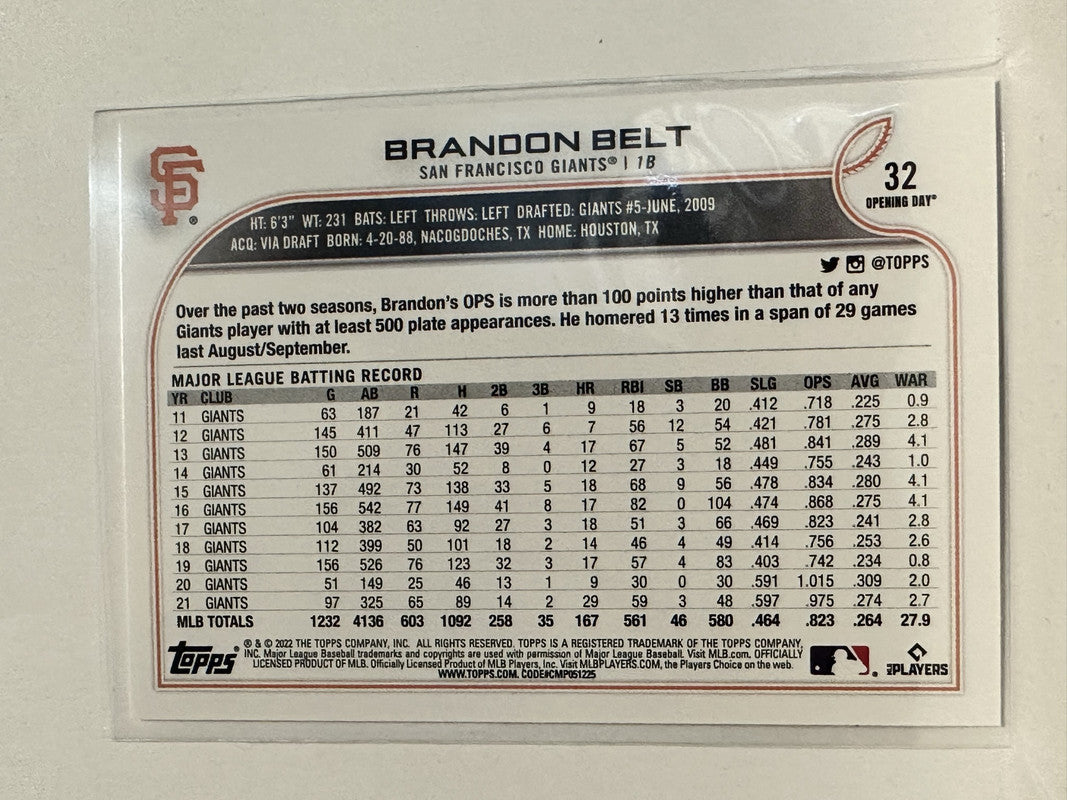 BRANDON BELT
SAN FRANCISCO GIANTS® | 1B
SF®
32
OPENING DAY®
HT: 6'3" WT: 231 BATS: LEFT THROWS: LEFT DRAFTED: GIANTS #5-JUNE, 2009
ACQ: VIA DRAFT BORN: 4-20-88, NACOGDOCHES, TX HOME: HOUSTON, TX
@TOPPS
Over the past two seasons, Brandon's OPS is more than 100 points higher than that of any
Giants player with at least 500 plate appearances. He homered 13 times in a span of 29 games
last August/September.
MAJOR LEAGUE BATTING RECORD
YR CLUB G AB R H 2B 3B HR RBI SB BB SLG OPS AVG WAR
11 GIANTS 63 187 21 42 6 1 9 18 3 20 .412 .718 .225 0.9
12 GIANTS 145 411 47 113 27 6 7 56 12 54 .421 .781 .275 2.8
13 GIANTS 150 509 76 147 39 4 17 67 5 52 .481 .841 .289 4.1
14 GIANTS 61 214 30 52 8 0 12 27 3 18 .449 .755 .243 1.0
15 GIANTS 137 492 73 138 33 5 18 68 9 56 .478 .834 .280 4.1
16 GIANTS 156 542 77 149 41 8 17 82 0 104 .474 .868 .275 4.1
17 GIANTS 104 382 63 92 27 3 18 51 3 66 .469 .823 .241 2.8
18 GIANTS 112 399 50 101 18 2 14 46 4 49 .414 .756 .253 2.6
19 GIANTS 156 526 76 123 32 3 17 57 4 83 .403 .742 .234 0.8
20 GIANTS 51 149 25 46 13 1 9 30 0 30 .591 1.015 .309 2.0
21 GIANTS 97 325 65 89 14 2 29 59 3 48 .597 .975 .274 2.7
MLB TOTALS 1232 4136 603 1092 258 35 167 561 46 580 .464 .823 .264 27.9
Topps®
® & © 2022 THE TOPPS COMPANY, INC. ALL RIGHTS RESERVED. TOPPS IS A REGISTERED TRADEMARK OF THE TOPPS COMPANY,
INC. Major League Baseball trademarks and copyrights are used with permission of Major League Baseball. Visit MLB.com. OFFICIALLY
LICENSED PRODUCT OF MLB. Officially Licensed Product of MLB Players, Inc. Visit MLBPLAYERS.COM, the Players Choice on the web.
WWW.TOPPS.COM. CODE#CMP051225
MLB PLAYERS